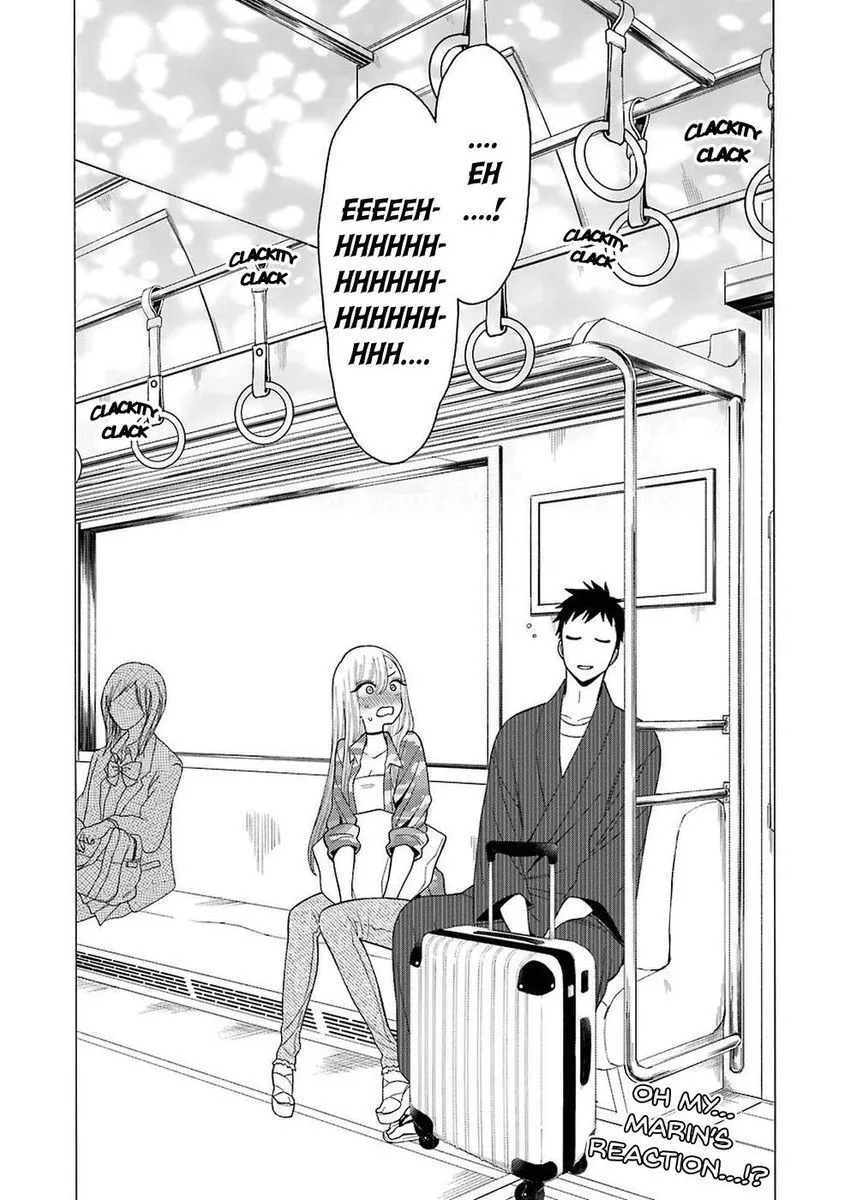 ....
EH
....!
EEEEEH-
HHHHHH-
HHHHHH-
HHHHHH-
HHH....
CLACKITY
CLACK
CLACKITY
CLACK
CLACKITY
CLACK
CLACKITY
CLACK
OH MY...
MARIN'S
REACTION...!?